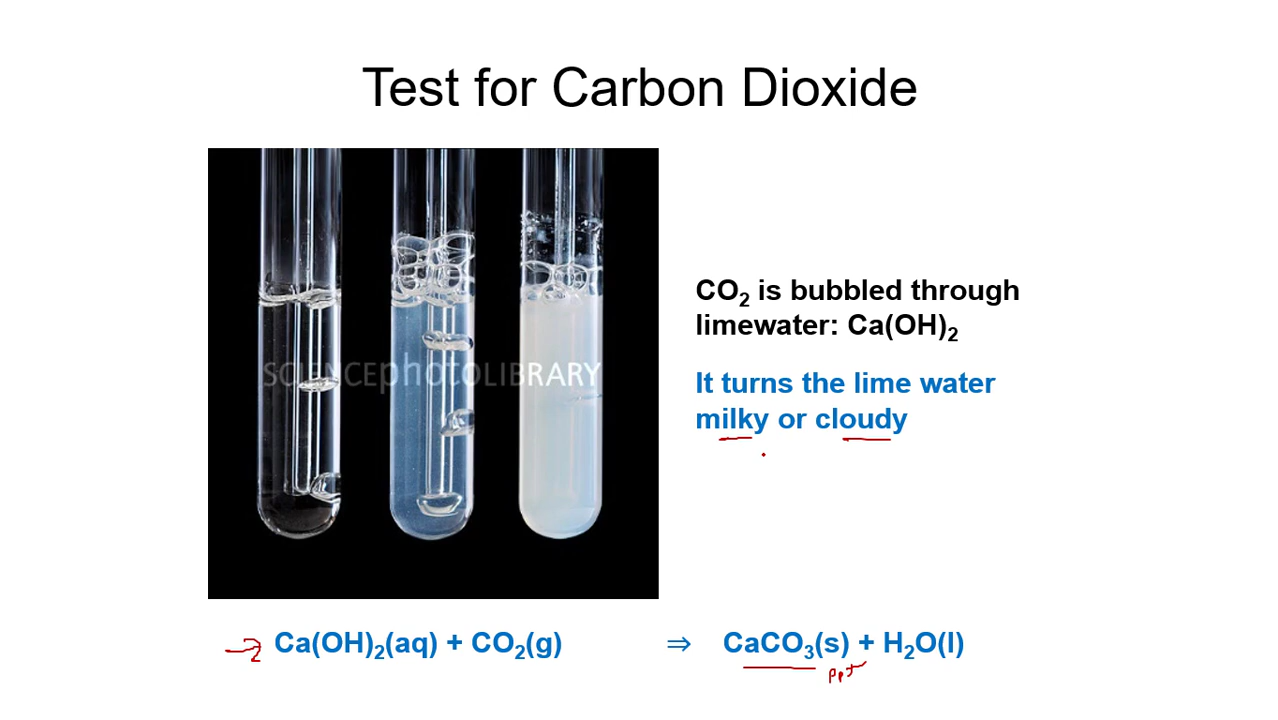 Test for Carbon Dioxide
SCIENCEphotoLIBRARY
CO₂ is bubbled through
limewater: Ca(OH)₂
It turns the lime water
milky or cloudy
Ca(OH)₂(aq) + CO₂(g) ⇒ CaCO₃(s) + H₂O(l)
ppt